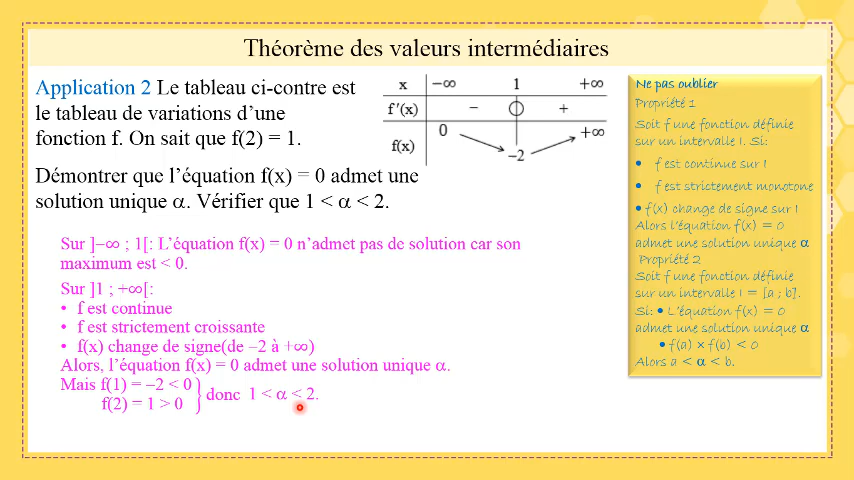 Théorème des valeurs intermédiaires
Application 2 Le tableau ci-contre est
le tableau de variations d'une
fonction f. On sait que f(2) = 1.
Démontrer que l'équation f(x) = 0 admet une
solution unique α. Vérifier que 1 < α < 2.
x −∞ 1 +∞
f'(x) − +
f(x) 0 −2 +∞
Sur ]−∞ ; 1[: L'équation f(x) = 0 n'admet pas de solution car son
maximum est < 0.
Sur ]1 ; +∞[:
• f est continue
• f est strictement croissante
• f(x) change de signe(de −2 à +∞)
Alors, l'équation f(x) = 0 admet une solution unique α.
Mais f(1) = −2 < 0
f(2) = 1 > 0
donc 1 < α < 2.
Ne pas oublier
Propriété 1
Soit f une fonction définie
sur un intervalle I. Si:
• f est continue sur I
• f est strictement monotone
• f(x) change de signe sur I
Alors l'équation f(x) = 0
admet une solution unique α
Propriété 2
Soit f une fonction définie
sur un intervalle I = [a ; b].
Si: • L'équation f(x) = 0
admet une solution unique α
• f(a) × f(b) < 0
Alors a < α < b.